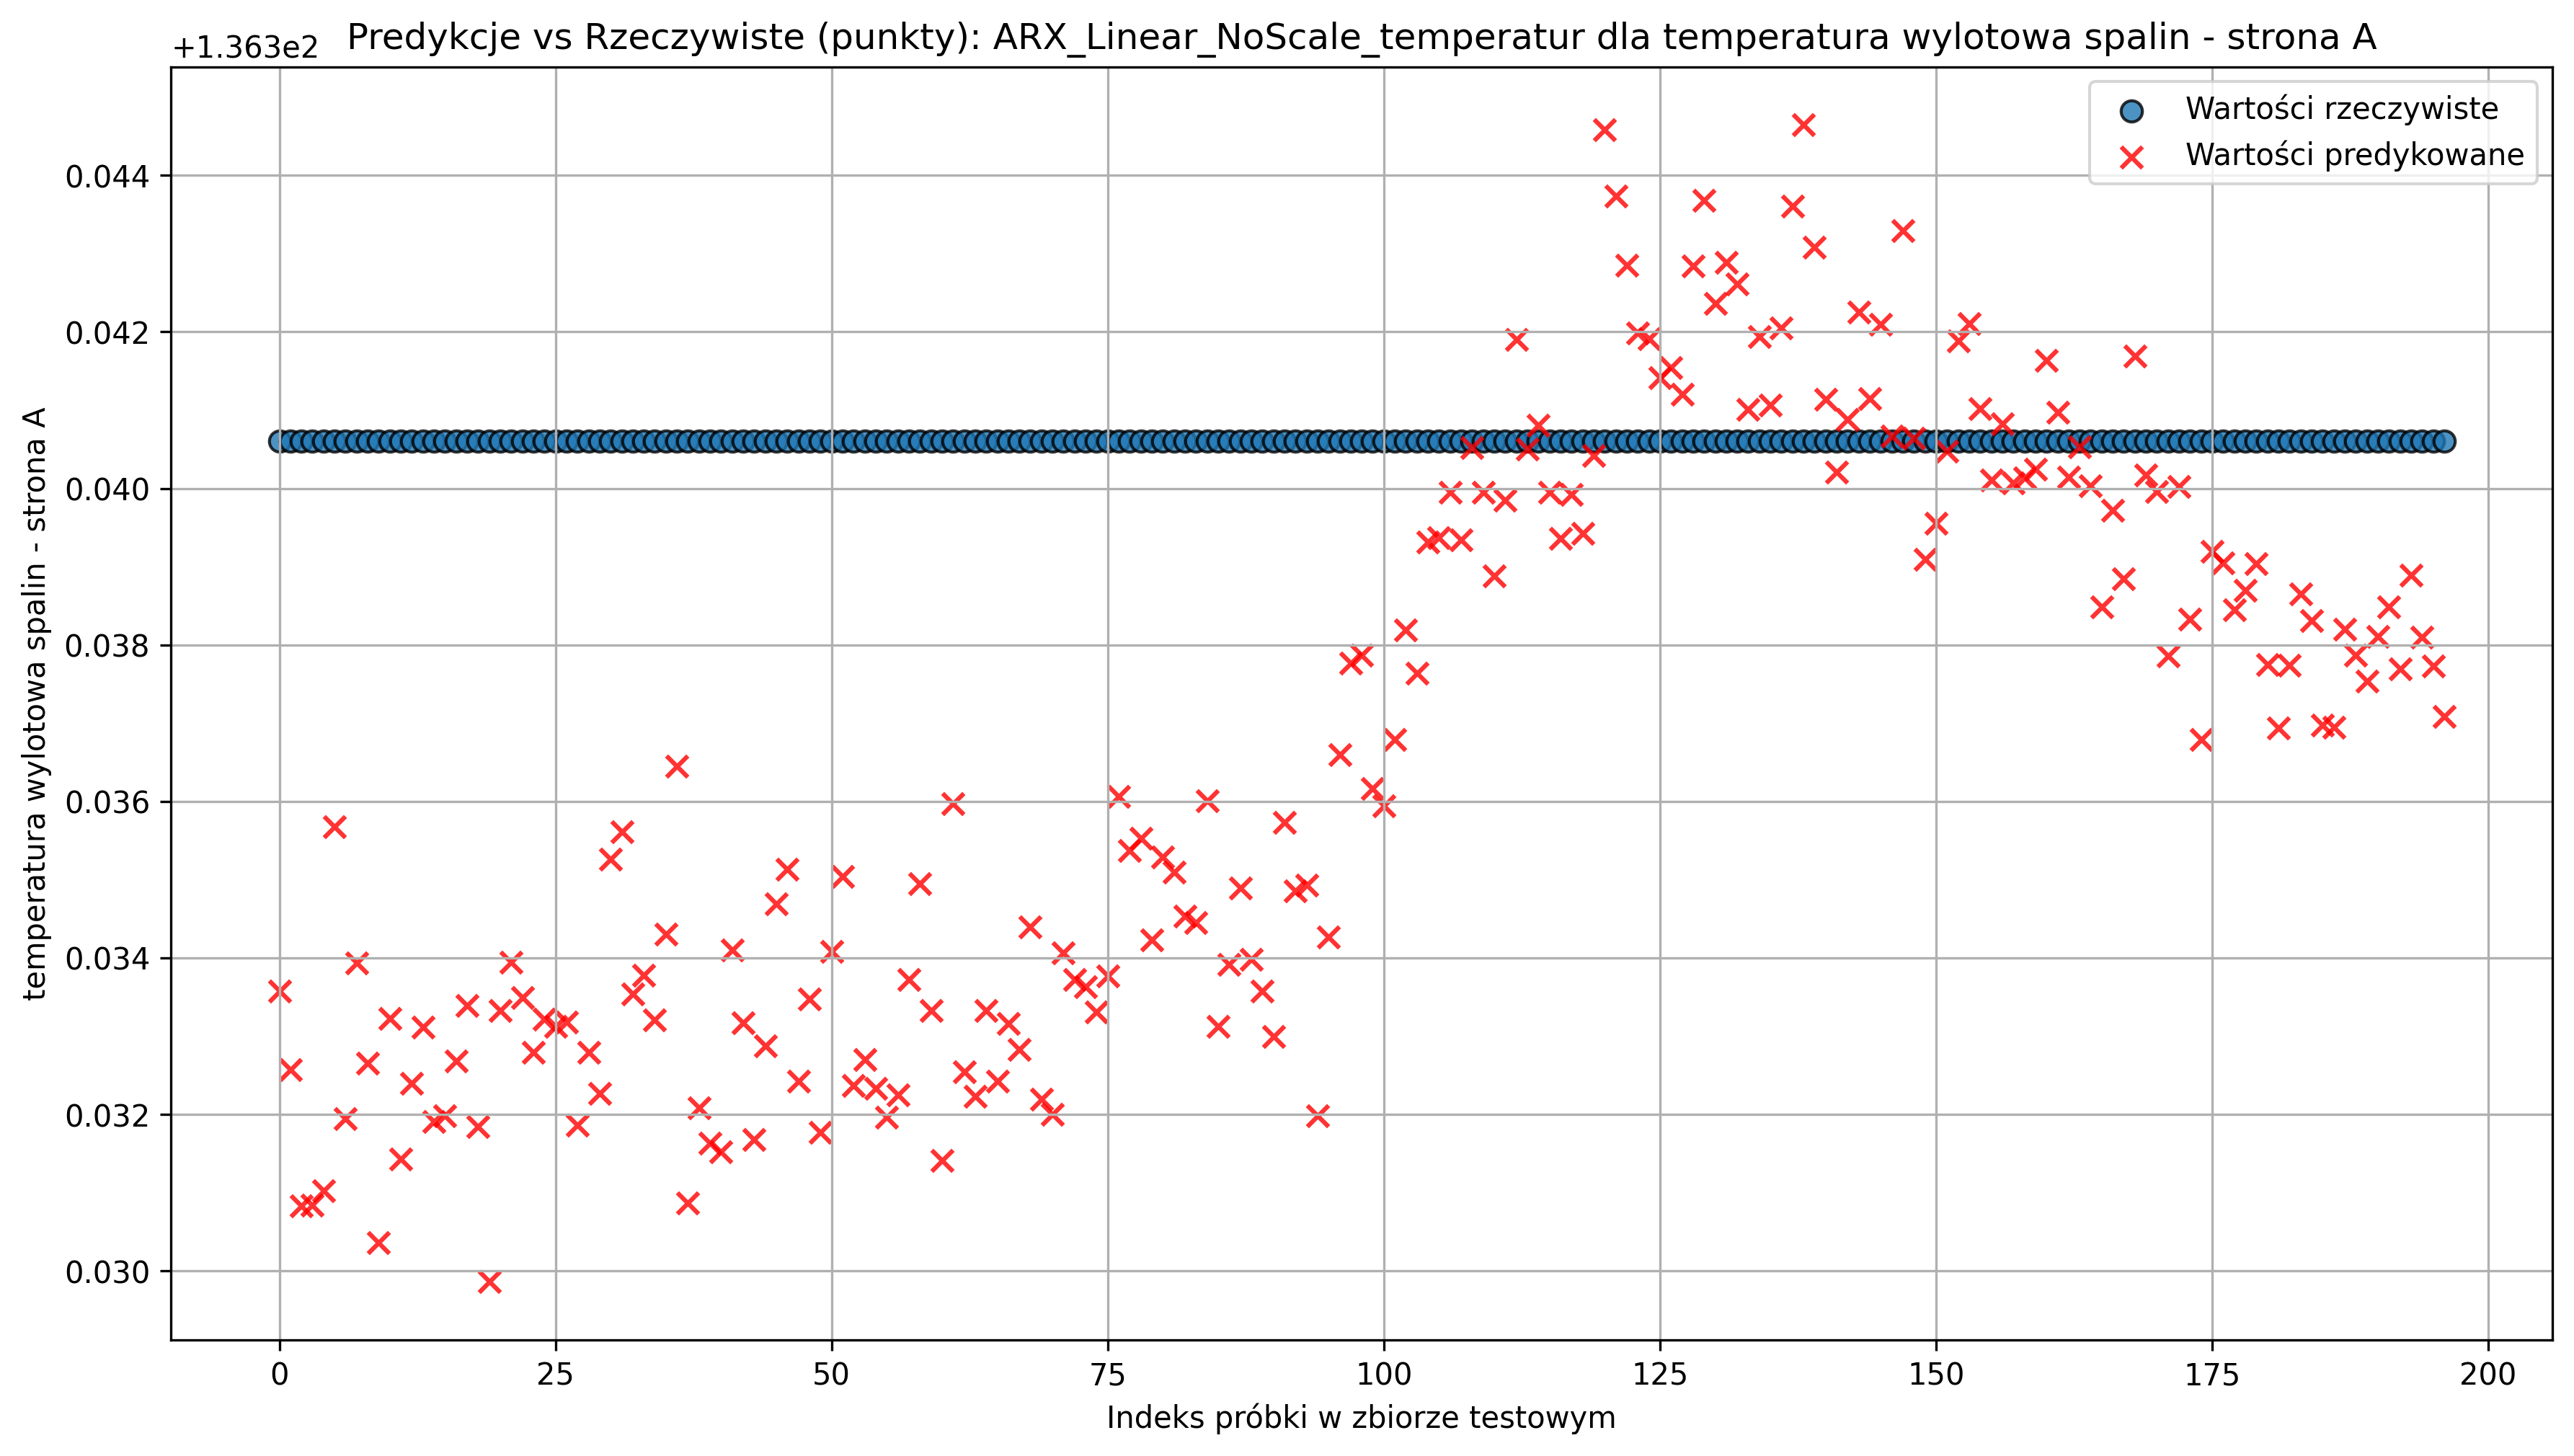 Predykcje vs Rzeczywiste (punkty): ARX_Linear_NoScale_temperatur dla temperatura wylotowa spalin - strona A
+1.363e2
Wartości rzeczywiste
Wartości predykowane
temperatura wylotowa spalin - strona A
0.044
0.042
0.040
0.038
0.036
0.034
0.032
0.030
0 25 50 75 100 125 150 175 200
Indeks próbki w zbiorze testowym